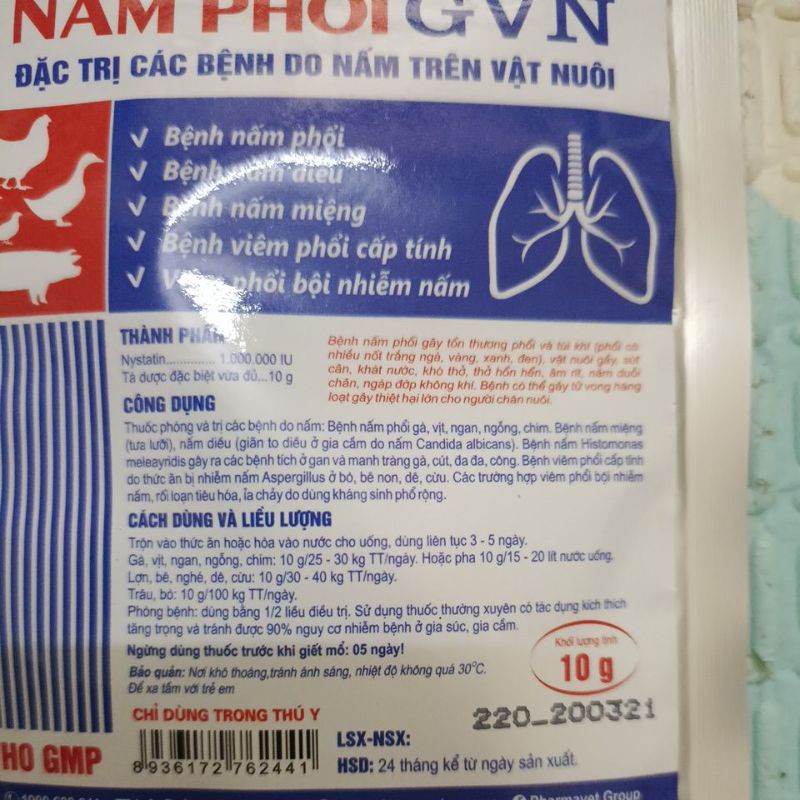 NẤM PHỔI GVN
ĐẶC TRỊ CÁC BỆNH DO NẤM TRÊN VẬT NUÔI
Bệnh nấm phổi
Bệnh nấm diều
Bệnh nấm miệng
Bệnh viêm phổi cấp tính
phổi bội nhiễm nấm
THÀNH PHẦN
Nystatin.............. 1.000.000 IU
Tá dược đặc biệt vừa đủ...10 g
Bệnh nấm phổi gây tổn thương phổi và túi khí (phổi có
nhiều nốt trắng ngà, vàng, xanh, đen), vật nuôi gầy, sút
cân, khát nước, khó thở, thở hổn hển, âm rít, nằm duỗi
chân, ngáp đớp không khí. Bệnh có thể gây tử vong hàng
loạt gây thiệt hại lớn cho người chăn nuôi.
CÔNG DỤNG
Thuốc phòng và trị các bệnh do nấm: Bệnh nấm phổi gà, vịt, ngan, ngỗng, chim. Bệnh nấm miệng
(tưa lưỡi), nấm diều (giãn to diều ở gia cầm do nấm Candida albicans). Bệnh nấm Histomonas
meleayridis gây ra các bệnh tích ở gan và manh tràng gà, cút, đa đa, công. Bệnh viêm phổi cấp tính
do thức ăn bị nhiễm nấm Aspergillus ở bò, bê non, dê, cừu. Các trường hợp viêm phổi bội nhiễm
nấm, rối loạn tiêu hóa, ỉa chảy do dùng kháng sinh phổ rộng.
CÁCH DÙNG VÀ LIỀU LƯỢNG
Trộn vào thức ăn hoặc hòa vào nước cho uống, dùng liên tục 3 - 5 ngày.
Gà, vịt, ngan, ngỗng, chim: 10 g/25 - 30 kg TT/ngày. Hoặc pha 10 g/15 - 20 lít nước uống.
Lợn, bê, nghé, dê, cừu: 10 g/30 - 40 kg TT/ngày.
Trâu, bò: 10 g/100 kg TT/ngày.
Phòng bệnh: dùng bằng 1/2 liều điều trị. Sử dụng thuốc thường xuyên có tác dụng kích thích
tăng trọng và tránh được 90% nguy cơ nhiễm bệnh ở gia súc, gia cầm.
Ngừng dùng thuốc trước khi giết mổ: 05 ngày!
Bảo quản: Nơi khô thoáng,tránh ánh sáng, nhiệt độ không quá 30°C.
Để xa tầm với trẻ em
Khối lượng tịnh
10 g
CHỈ DÙNG TRONG THÚ Y
220_200321
HO GMP
8 936172 762441
LSX-NSX:
HSD: 24 tháng kể từ ngày sản xuất.
Pharmavet Group